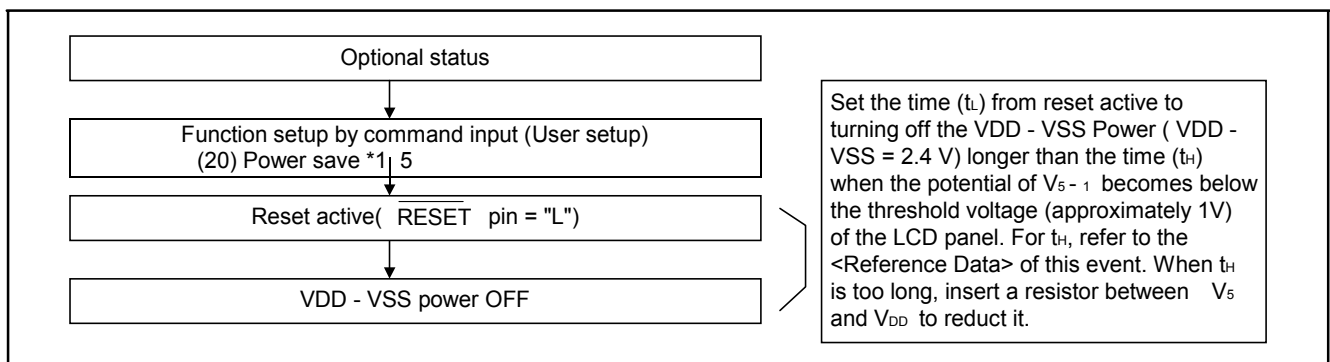 Optional status
Function setup by command input (User setup)
(20) Power save *1 5
Reset active( RESET pin = "L")
VDD - VSS power OFF
Set the time (tL) from reset active to
turning off the VDD - VSS Power ( VDD -
VSS = 2.4 V) longer than the time (tH)
when the potential of V5 - 1 becomes below
the threshold voltage (approximately 1V)
of the LCD panel. For tH, refer to the
<Reference Data> of this event. When tH
is too long, insert a resistor between V5
and VDD to reduct it.